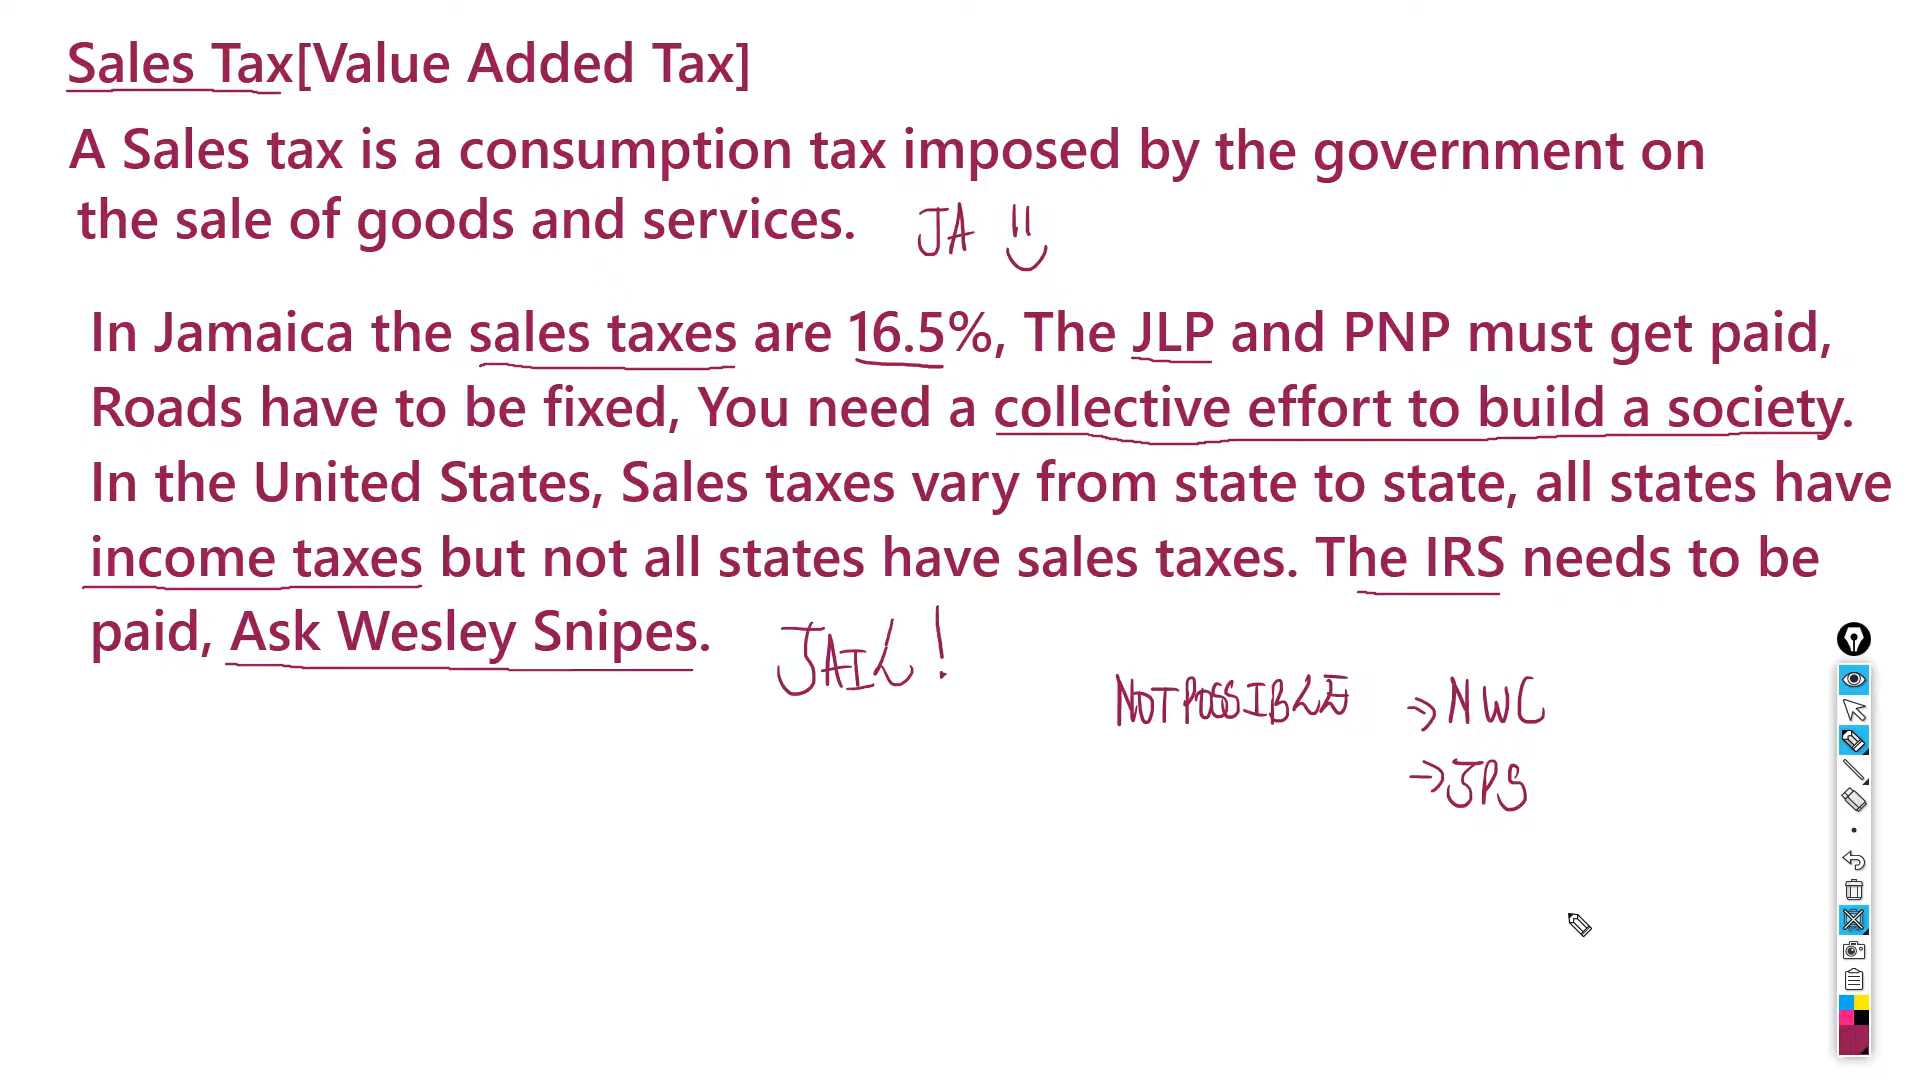 Sales Tax[Value Added Tax]
A Sales tax is a consumption tax imposed by the government on
the sale of goods and services. JA
In Jamaica the sales taxes are 16.5%, The JLP and PNP must get paid,
Roads have to be fixed, You need a collective effort to build a society.
In the United States, Sales taxes vary from state to state, all states have
income taxes but not all states have sales taxes. The IRS needs to be
paid, Ask Wesley Snipes. JAIL!
NOT POSSIBLE → NWC
→ JPS